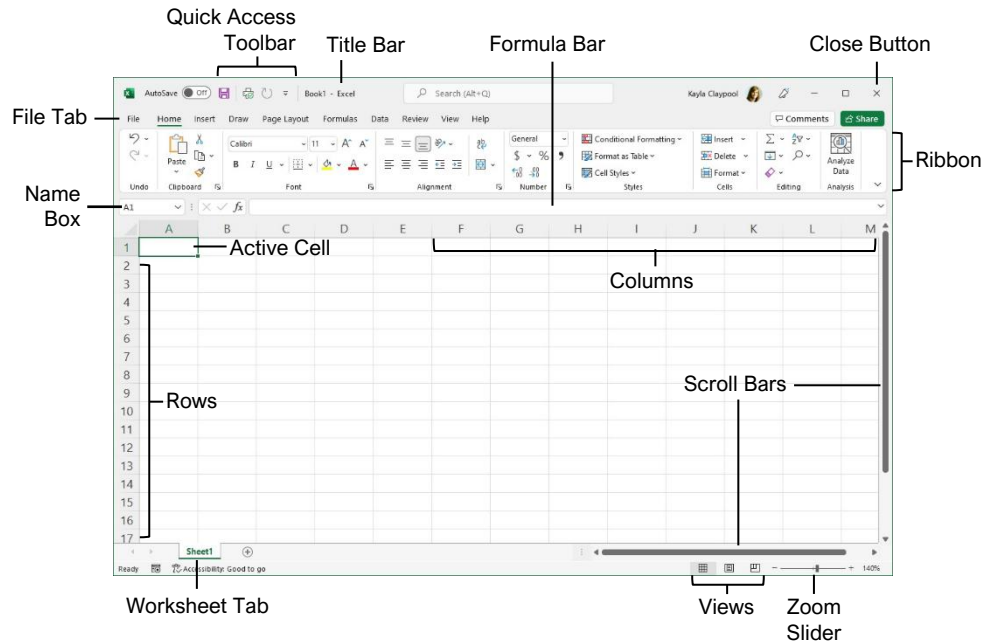 Quick Access
Toolbar
Title Bar
Formula Bar
Close Button
AutoSave Off Book1 - Excel Search (Alt+Q) Kayla Claypool
File Tab
File Home Insert Draw Page Layout Formulas Data Review View Help Comments Share
Paste Calibri 11 A^ A˅ General Conditional Formatting Insert
B I U A $ % 9 Format as Table Delete Analyze
Data
Cell Styles Format
Undo Clipboard Font Alignment Number Styles Cells Editing Analysis
Ribbon
Name
Box
A1 fx
A B C D E F G H I J K L M
1 Active Cell
Columns
2
3
4
5
6
7
8
9
10
11
12
13
14
15
16
17
Rows
Scroll Bars
Sheet1
Ready Accessibility: Good to go 140%
Worksheet Tab
Views
Zoom
Slider